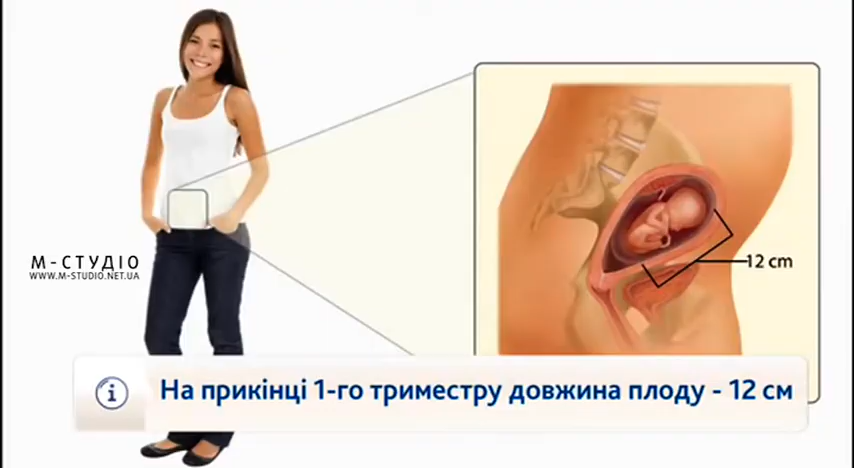 М-СТУДІО
WWW.M-STUDIO.NET.UA
12 cm
На прикінці 1-го триместру довжина плоду - 12 см